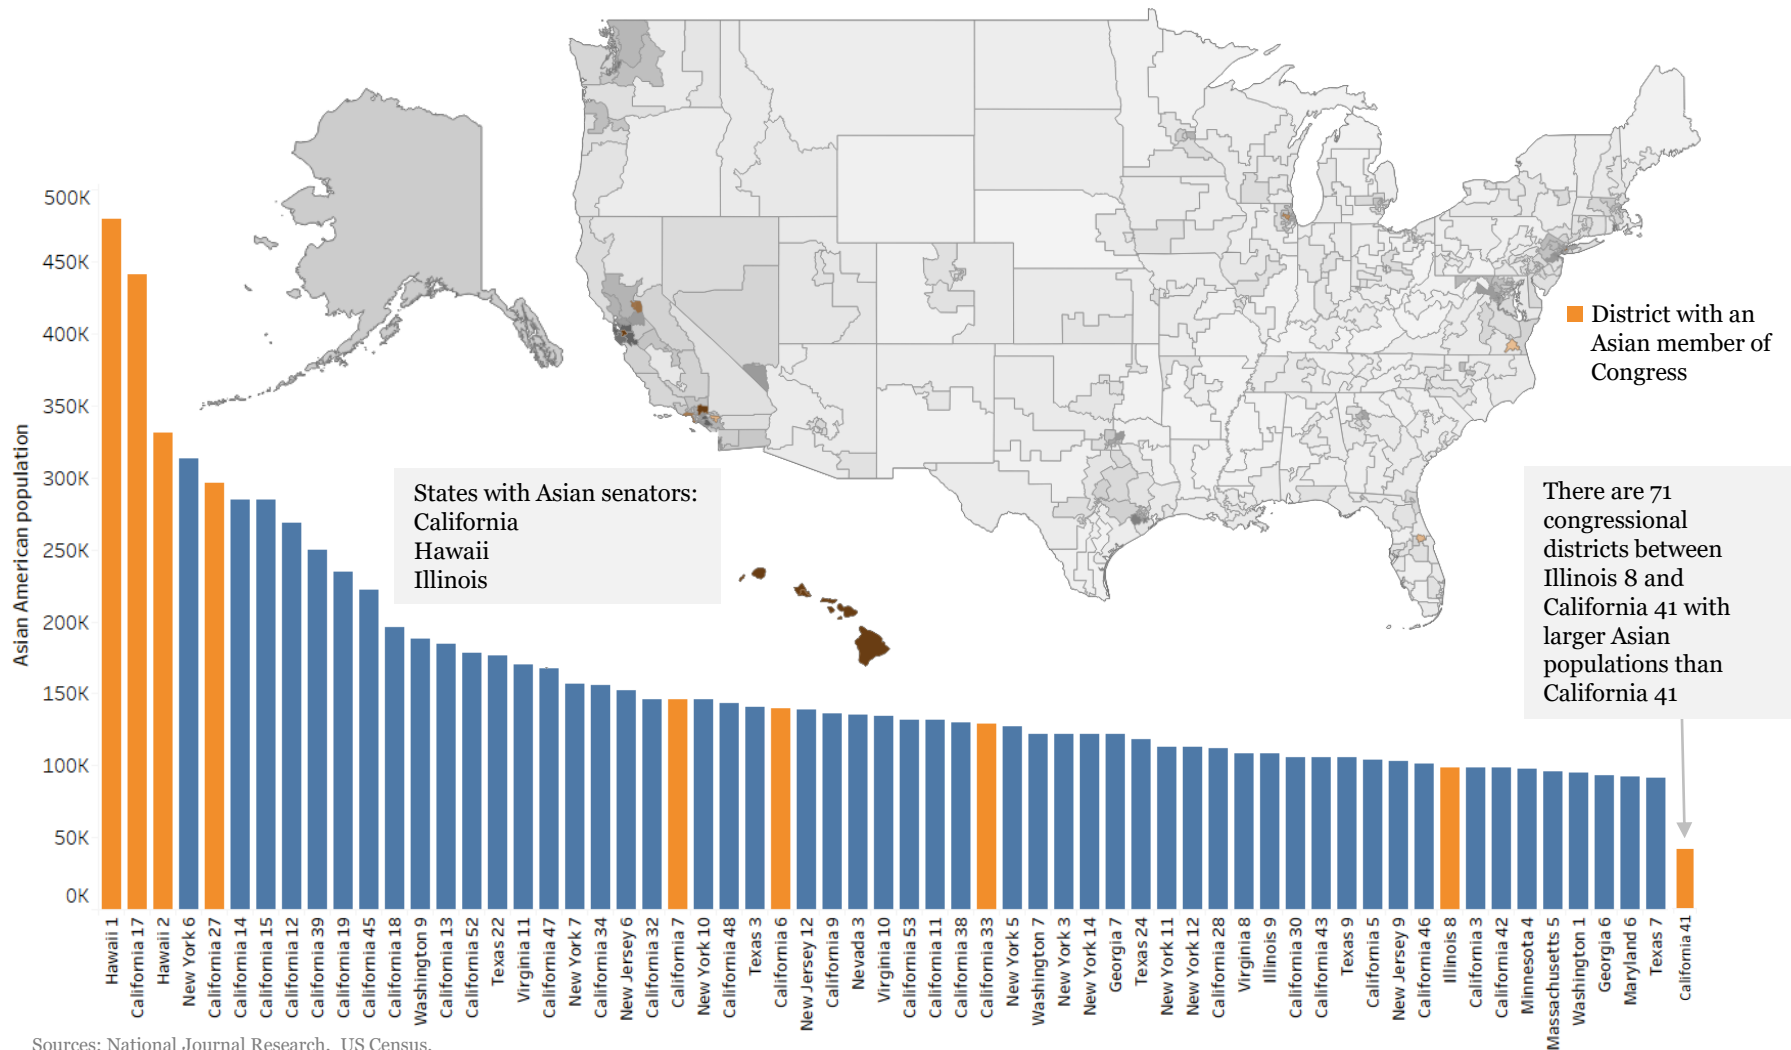 500K
450K
400K
350K
300K
250K
200K
150K
100K
50K
0K
Asian American population
District with an
Asian member of
Congress
States with Asian senators:
California
Hawaii
Illinois
There are 71
congressional
districts between
Illinois 8 and
California 41 with
larger Asian
populations than
California 41
Hawaii 1
California 17
Hawaii 2
New York 6
California 27
California 14
California 15
California 12
California 39
California 19
California 45
California 18
Washington 9
California 13
California 52
Texas 22
Virginia 11
California 47
New York 7
California 34
New Jersey 6
California 32
California 7
New York 10
California 48
Texas 3
California 6
New Jersey 12
California 9
Nevada 3
Virginia 10
California 53
California 11
California 38
California 33
New York 5
Washington 7
New York 3
New York 14
Georgia 7
Texas 24
New York 11
New York 12
California 28
Virginia 8
Illinois 9
California 30
California 43
Texas 9
California 5
New Jersey 9
California 46
Illinois 8
California 3
California 42
Minnesota 4
Massachusetts 5
Washington 1
Georgia 6
Maryland 6
Texas 7
California 41
Sources: National Journal Research, US Census.